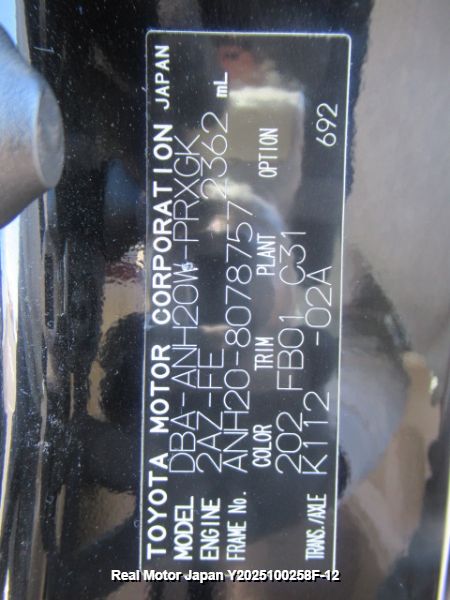 TOYOTA MOTOR CORPORATION JAPAN
MODEL DBA-ANH20W-PRXGK
ENGINE 2AZ-FE 2362 mL
FRAME No. ANH20-8078757
COLOR TRIM PLANT OPTION
202 FB01 C31
TRANS./AXLE K112 -02A 692
Real Motor Japan Y2025100258F-12